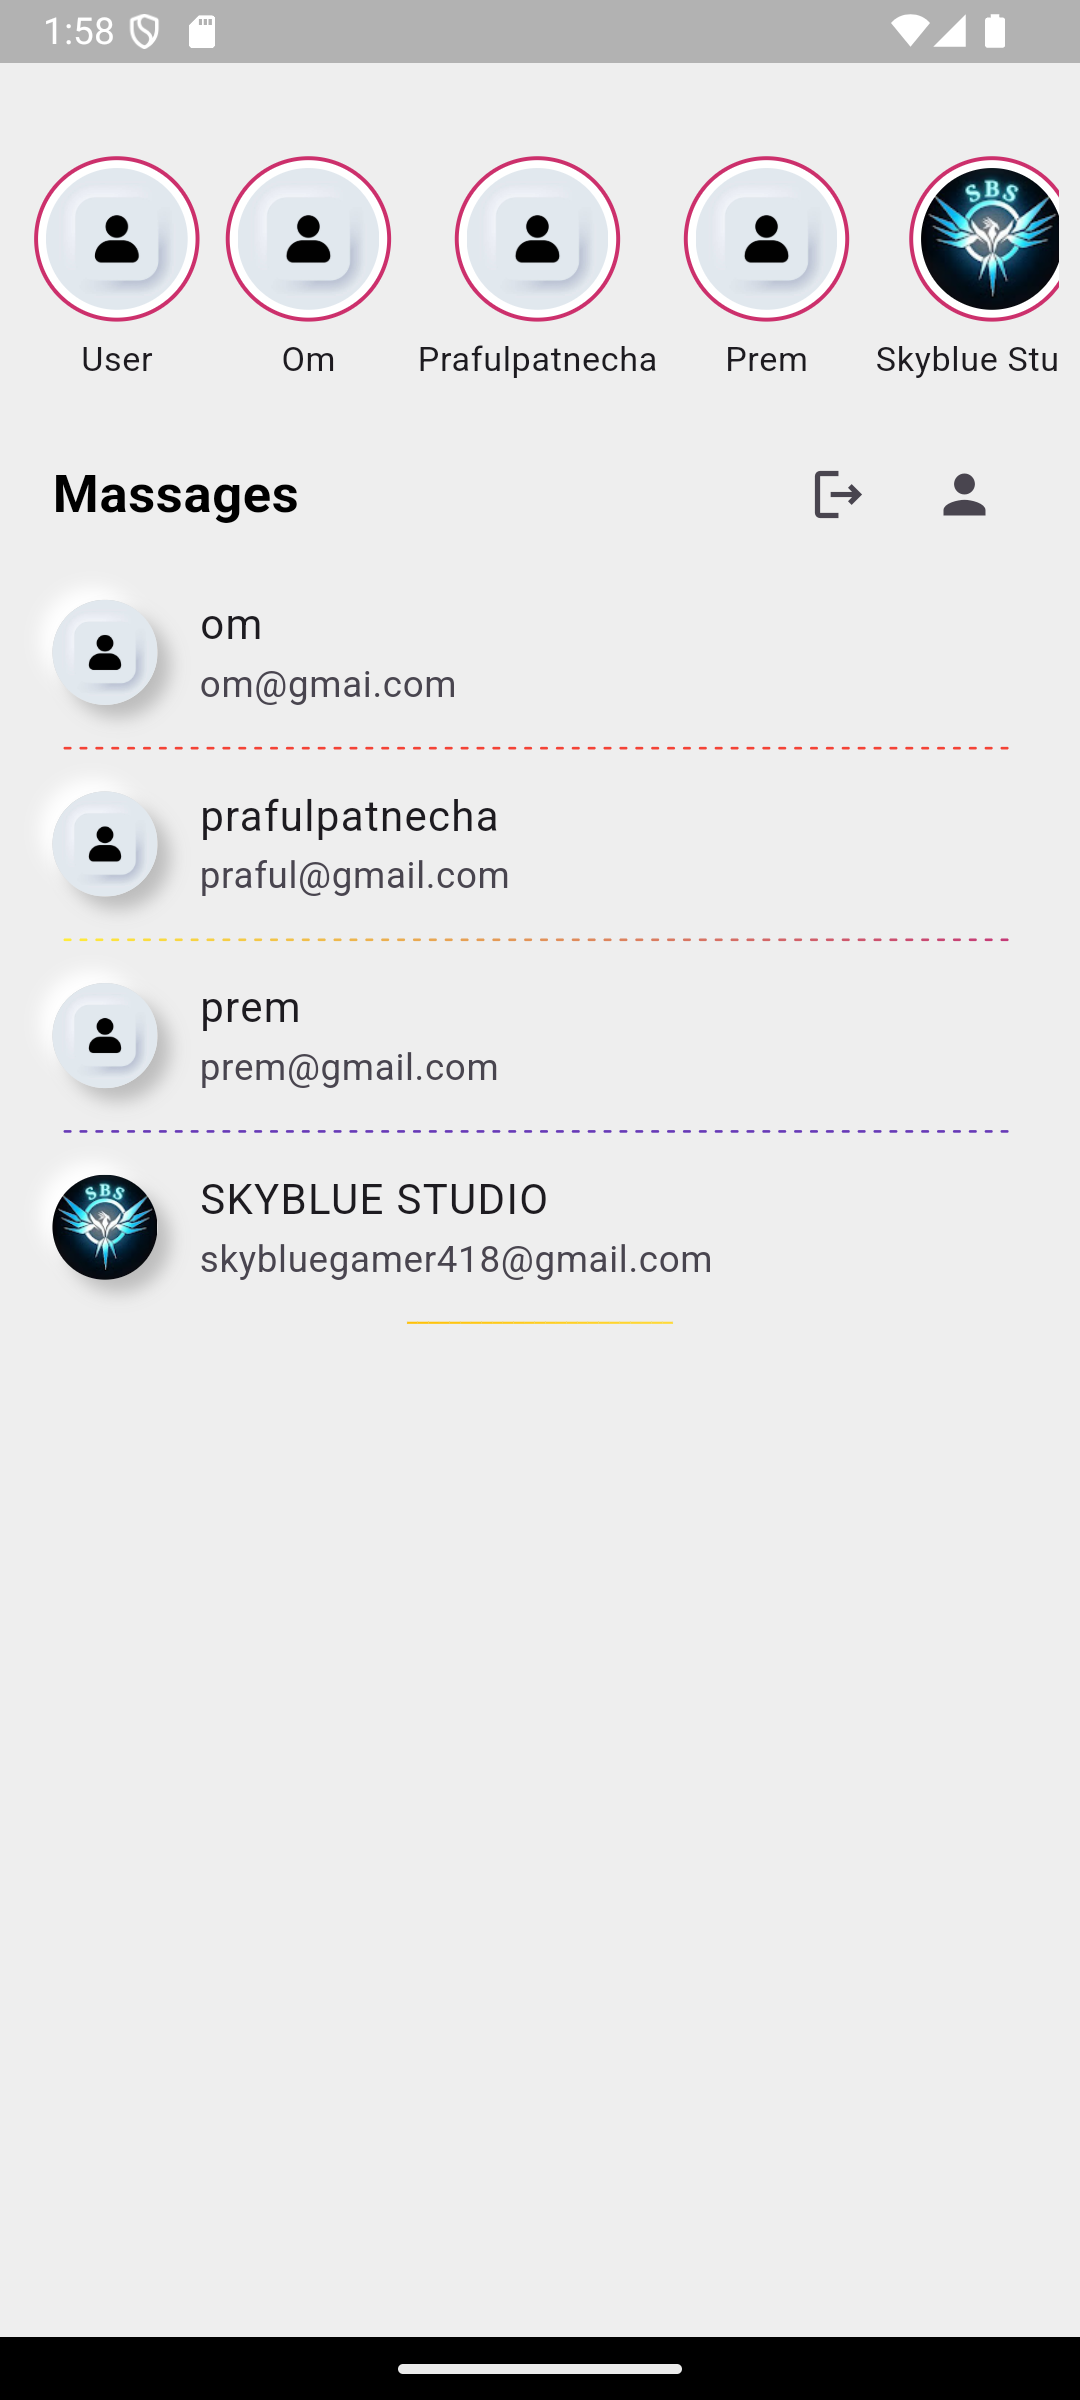 1:58
SBS
User
Om
Prafulpatnecha
Prem
Skyblue Stu
Massages
om
om@gmai.com
prafulpatnecha
praful@gmail.com
prem
prem@gmail.com
SBS
SKYBLUE STUDIO
skybluegamer418@gmail.com